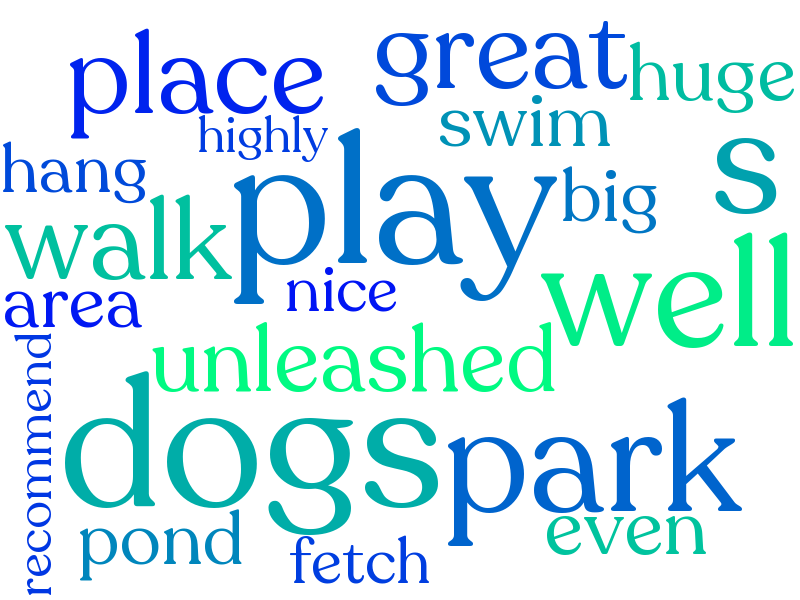 place
great
huge
highly
swim
hang
play
big
s
walk
area
nice
well
unleashed
recommend
dogs
park
pond
fetch
even